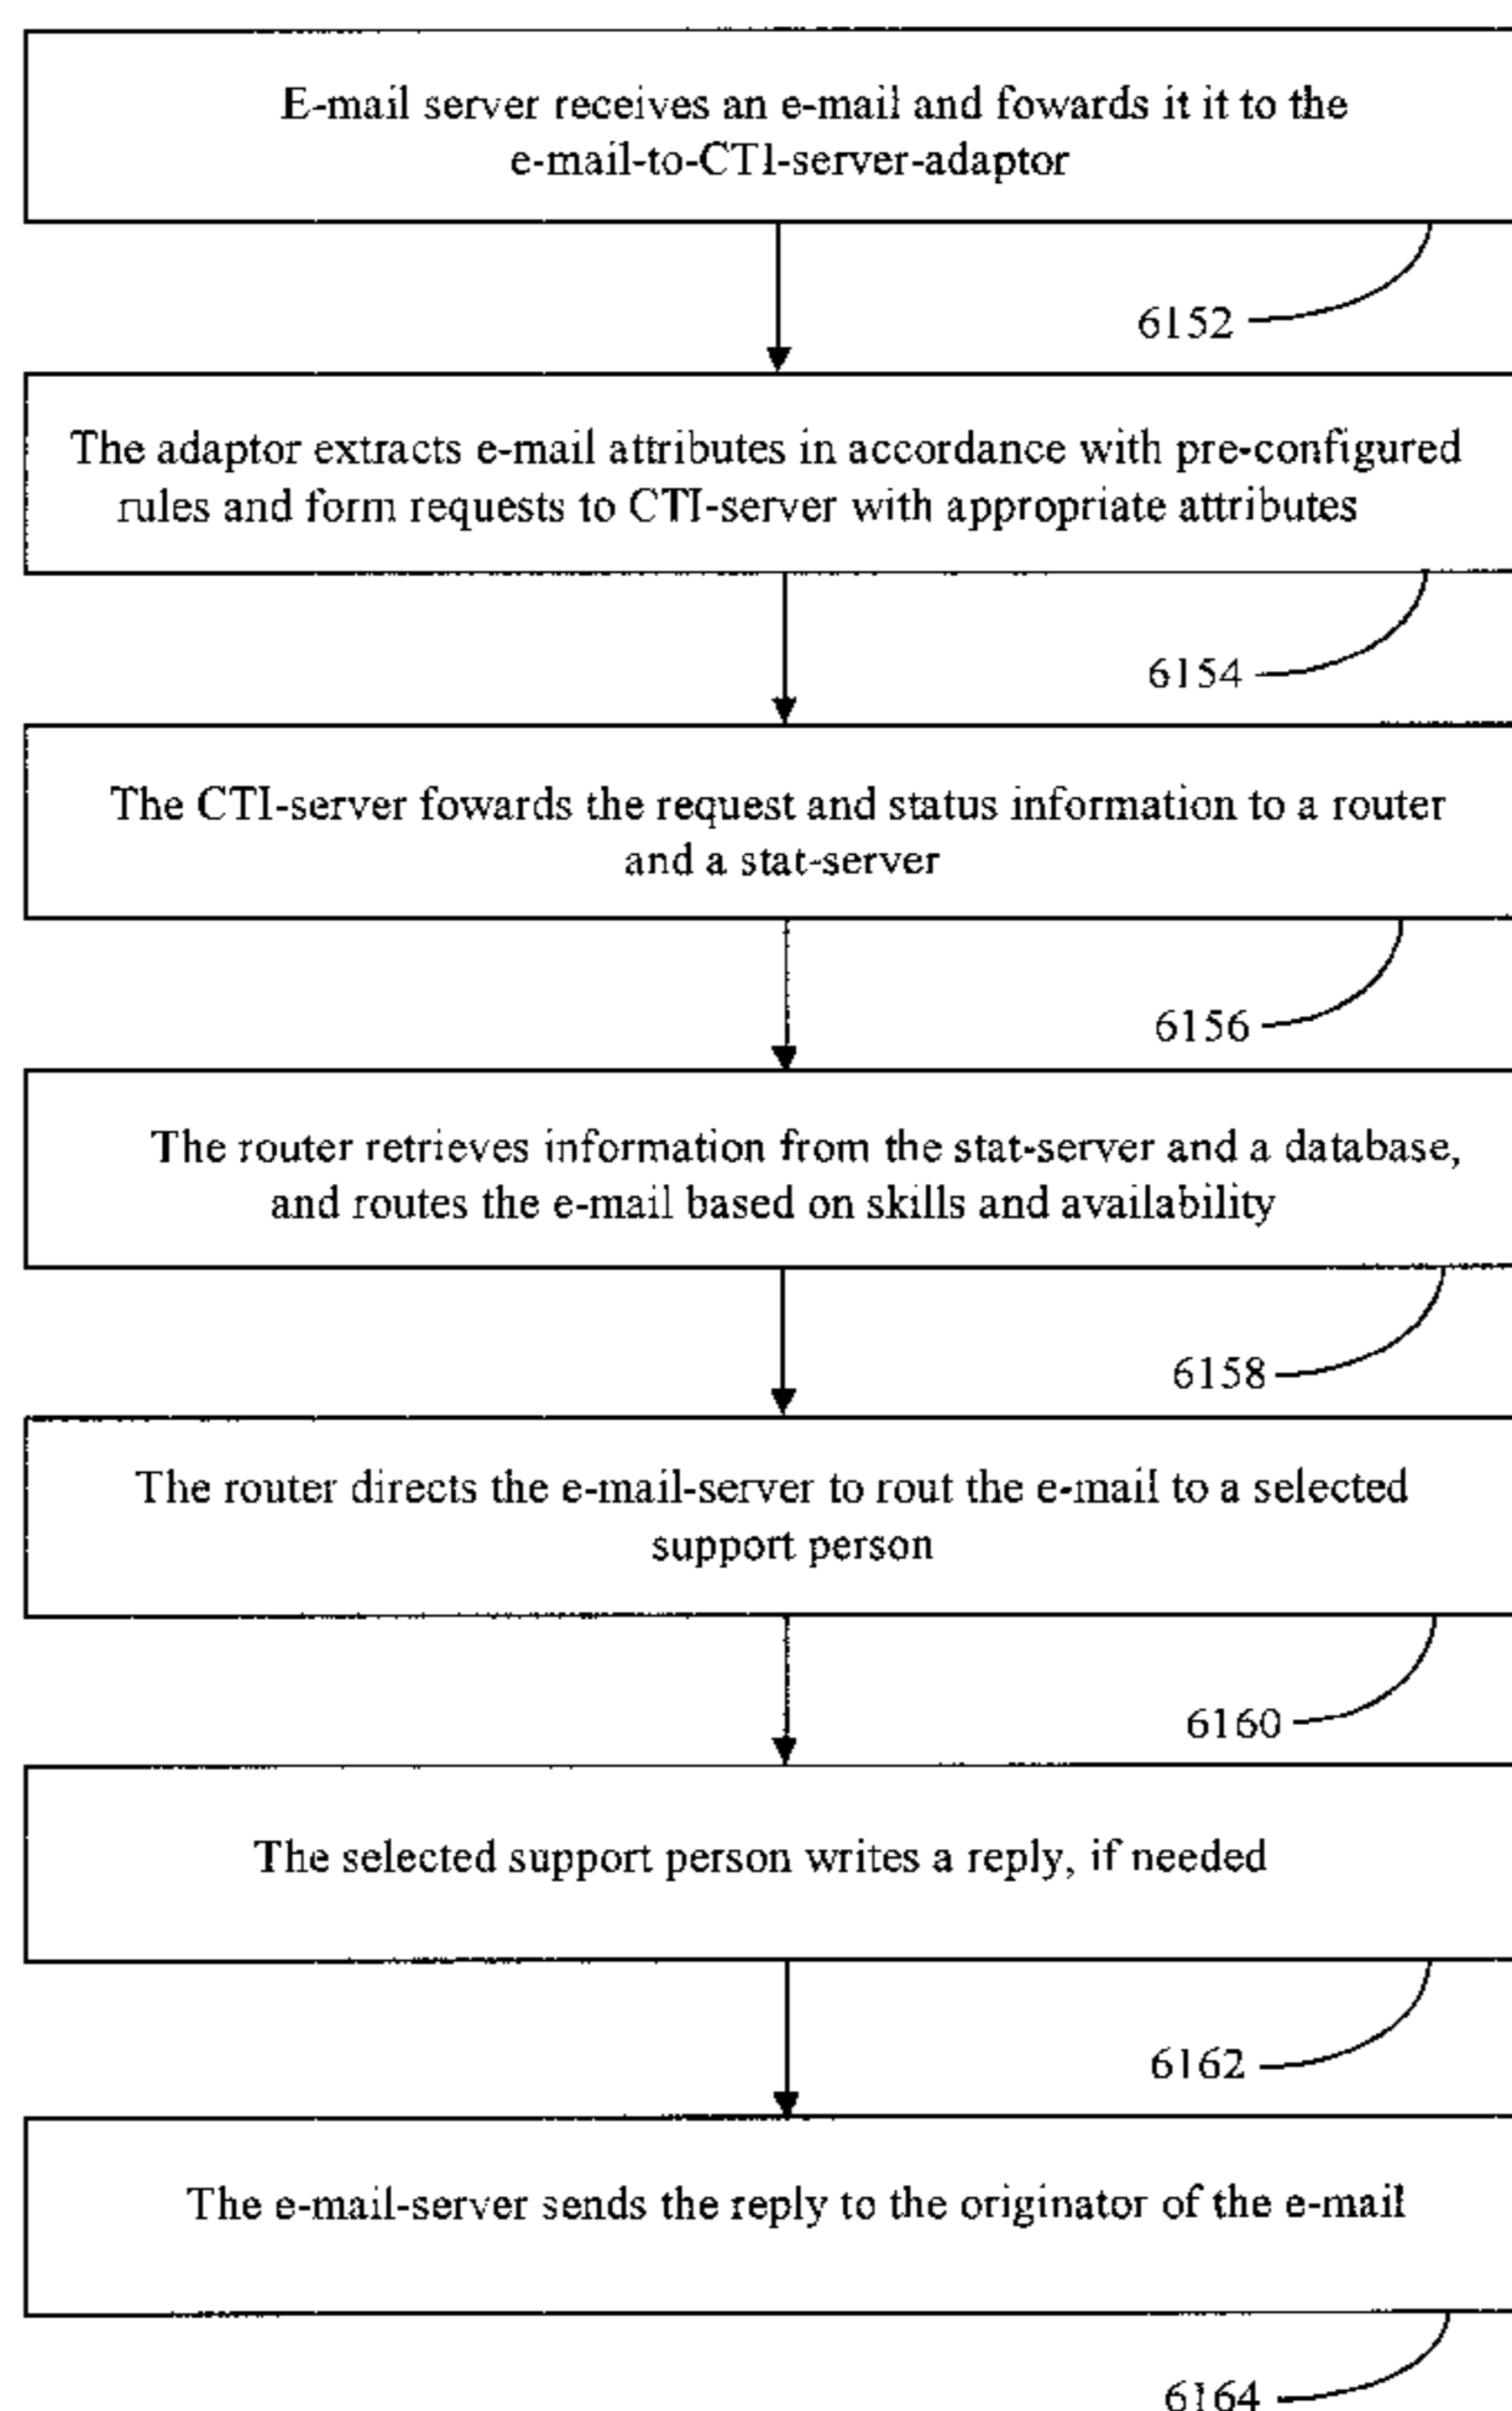 E-mail server receives an e-mail and fowards it it to the
e-mail-to-CTI-server-adaptor
6152
The adaptor extracts e-mail attributes in accordance with pre-configured
rules and form requests to CTI-server with appropriate attributes
6154
The CTI-server fowards the request and status information to a router
and a stat-server
6156
The router retrieves information from the stat-server and a database,
and routes the e-mail based on skills and availability
6158
The router directs the e-mail-server to rout the e-mail to a selected
support person
6160
The selected support person writes a reply, if needed
6162
The e-mail-server sends the reply to the originator of the e-mail
6164